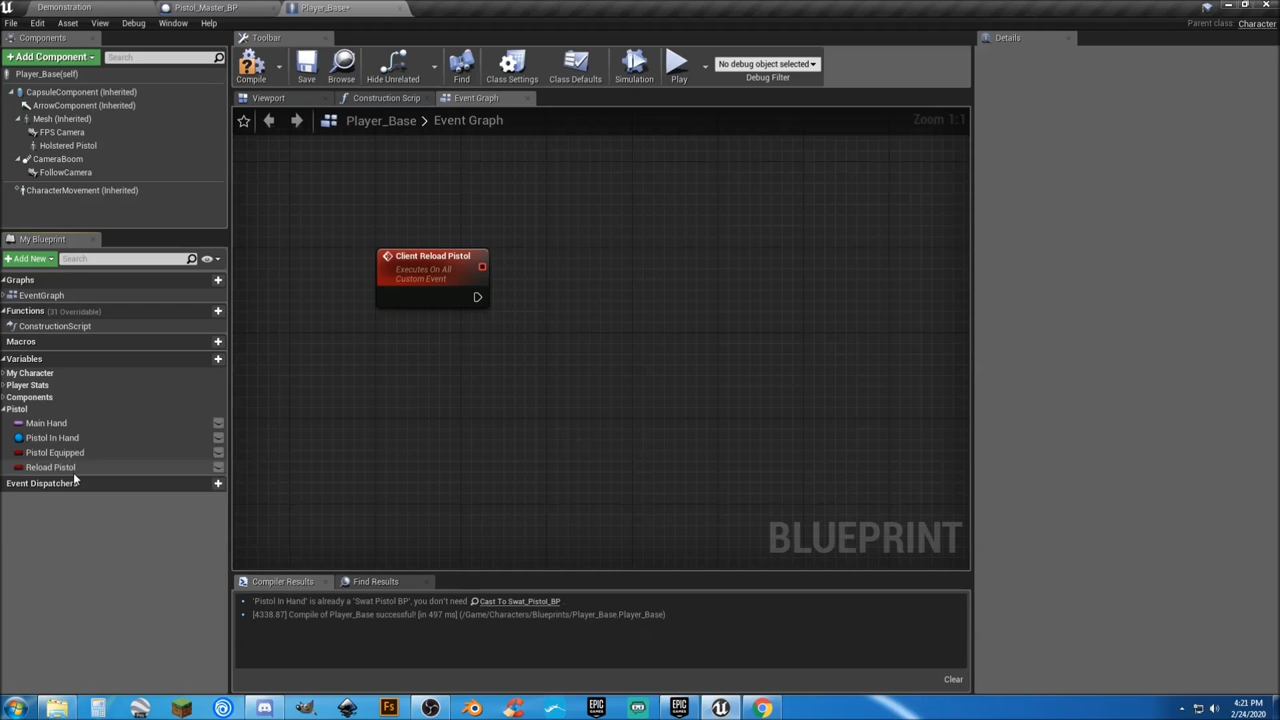 Demonstration
Pistol_Master_BP
Player_Base*
File
Edit
Asset
View
Debug
Window
Help
Parent class: Character
Components
Toolbar
Details
+Add Component
Search
Player_Base(self)
CapsuleComponent (Inherited)
ArrowComponent (Inherited)
Mesh (Inherited)
FPS Camera
Holstered Pistol
CameraBoom
FollowCamera
CharacterMovement (Inherited)
Compile
Save
Browse
Hide Unrelated
Find
Class Settings
Class Defaults
Simulation
Play
No debug object selected
Debug Filter
Viewport
Construction Scrip
Event Graph
Player_Base > Event Graph
Zoom 1:1
Client Reload Pistol
Executes On All
Custom Event
BLUEPRINT
My Blueprint
+Add New
Search
Graphs
EventGraph
Functions (31 Overridable)
ConstructionScript
Macros
Variables
My Character
Player Stats
Components
Pistol
Main Hand
Pistol In Hand
Pistol Equipped
Reload Pistol
Event Dispatchers
Compiler Results
Find Results
'Pistol In Hand' is already a 'Swat Pistol BP', you don't need Cast To Swat_Pistol_BP .
[4338.87] Compile of Player_Base successful! [in 497 ms] (/Game/Characters/Blueprints/Player_Base.Player_Base)
Clear
Fs
EPIC GAMES
EPIC GAMES
4:21 PM
2/24/2020